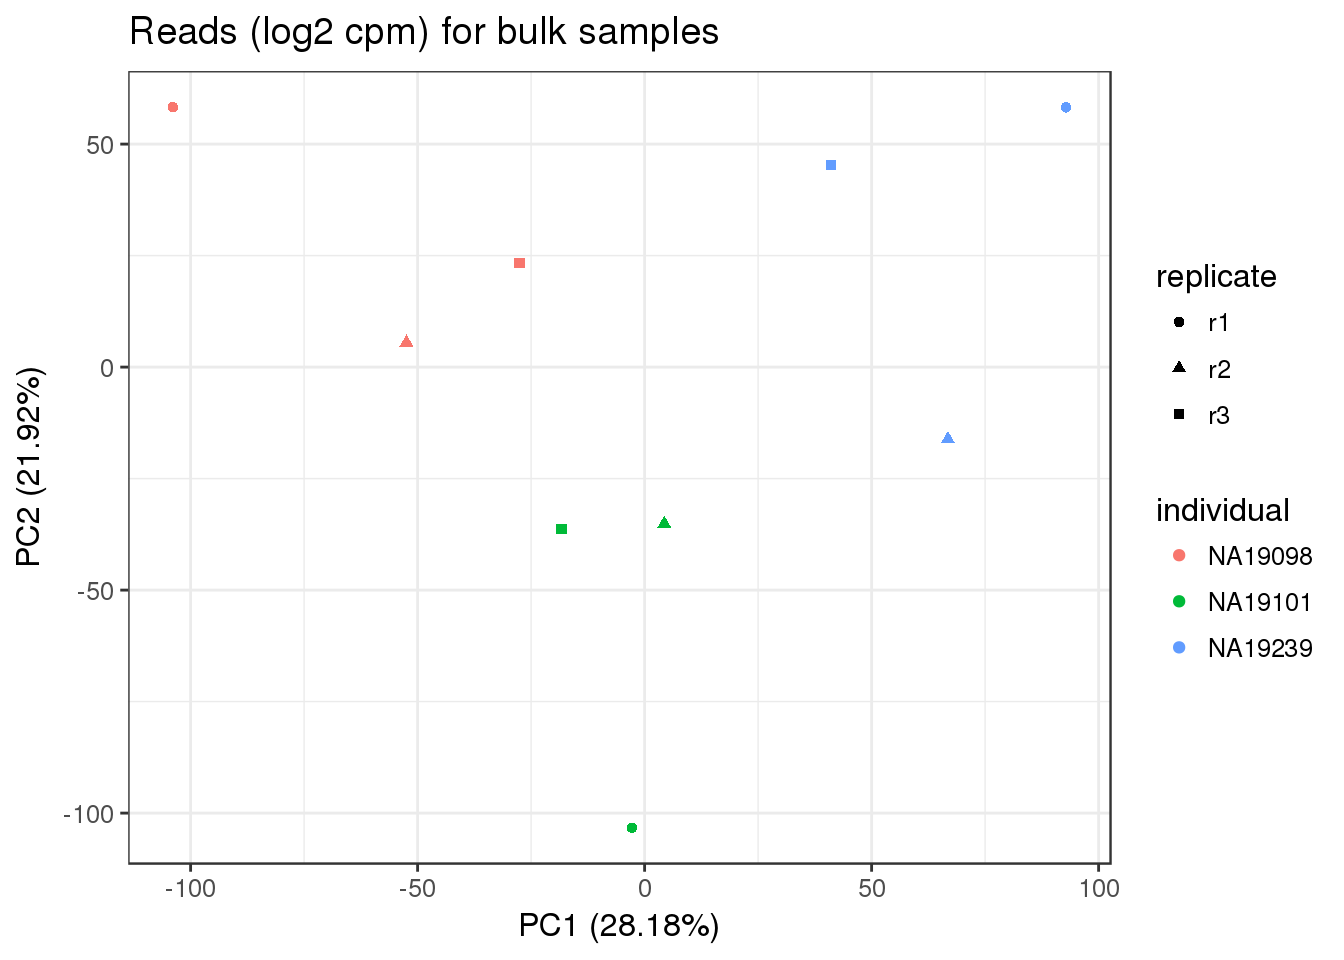 Reads (log2 cpm) for bulk samples
50
0
-50
-100
PC2 (21.92%)
-100 -50 0 50 100
PC1 (28.18%)
replicate
r1
r2
r3
individual
NA19098
NA19101
NA19239